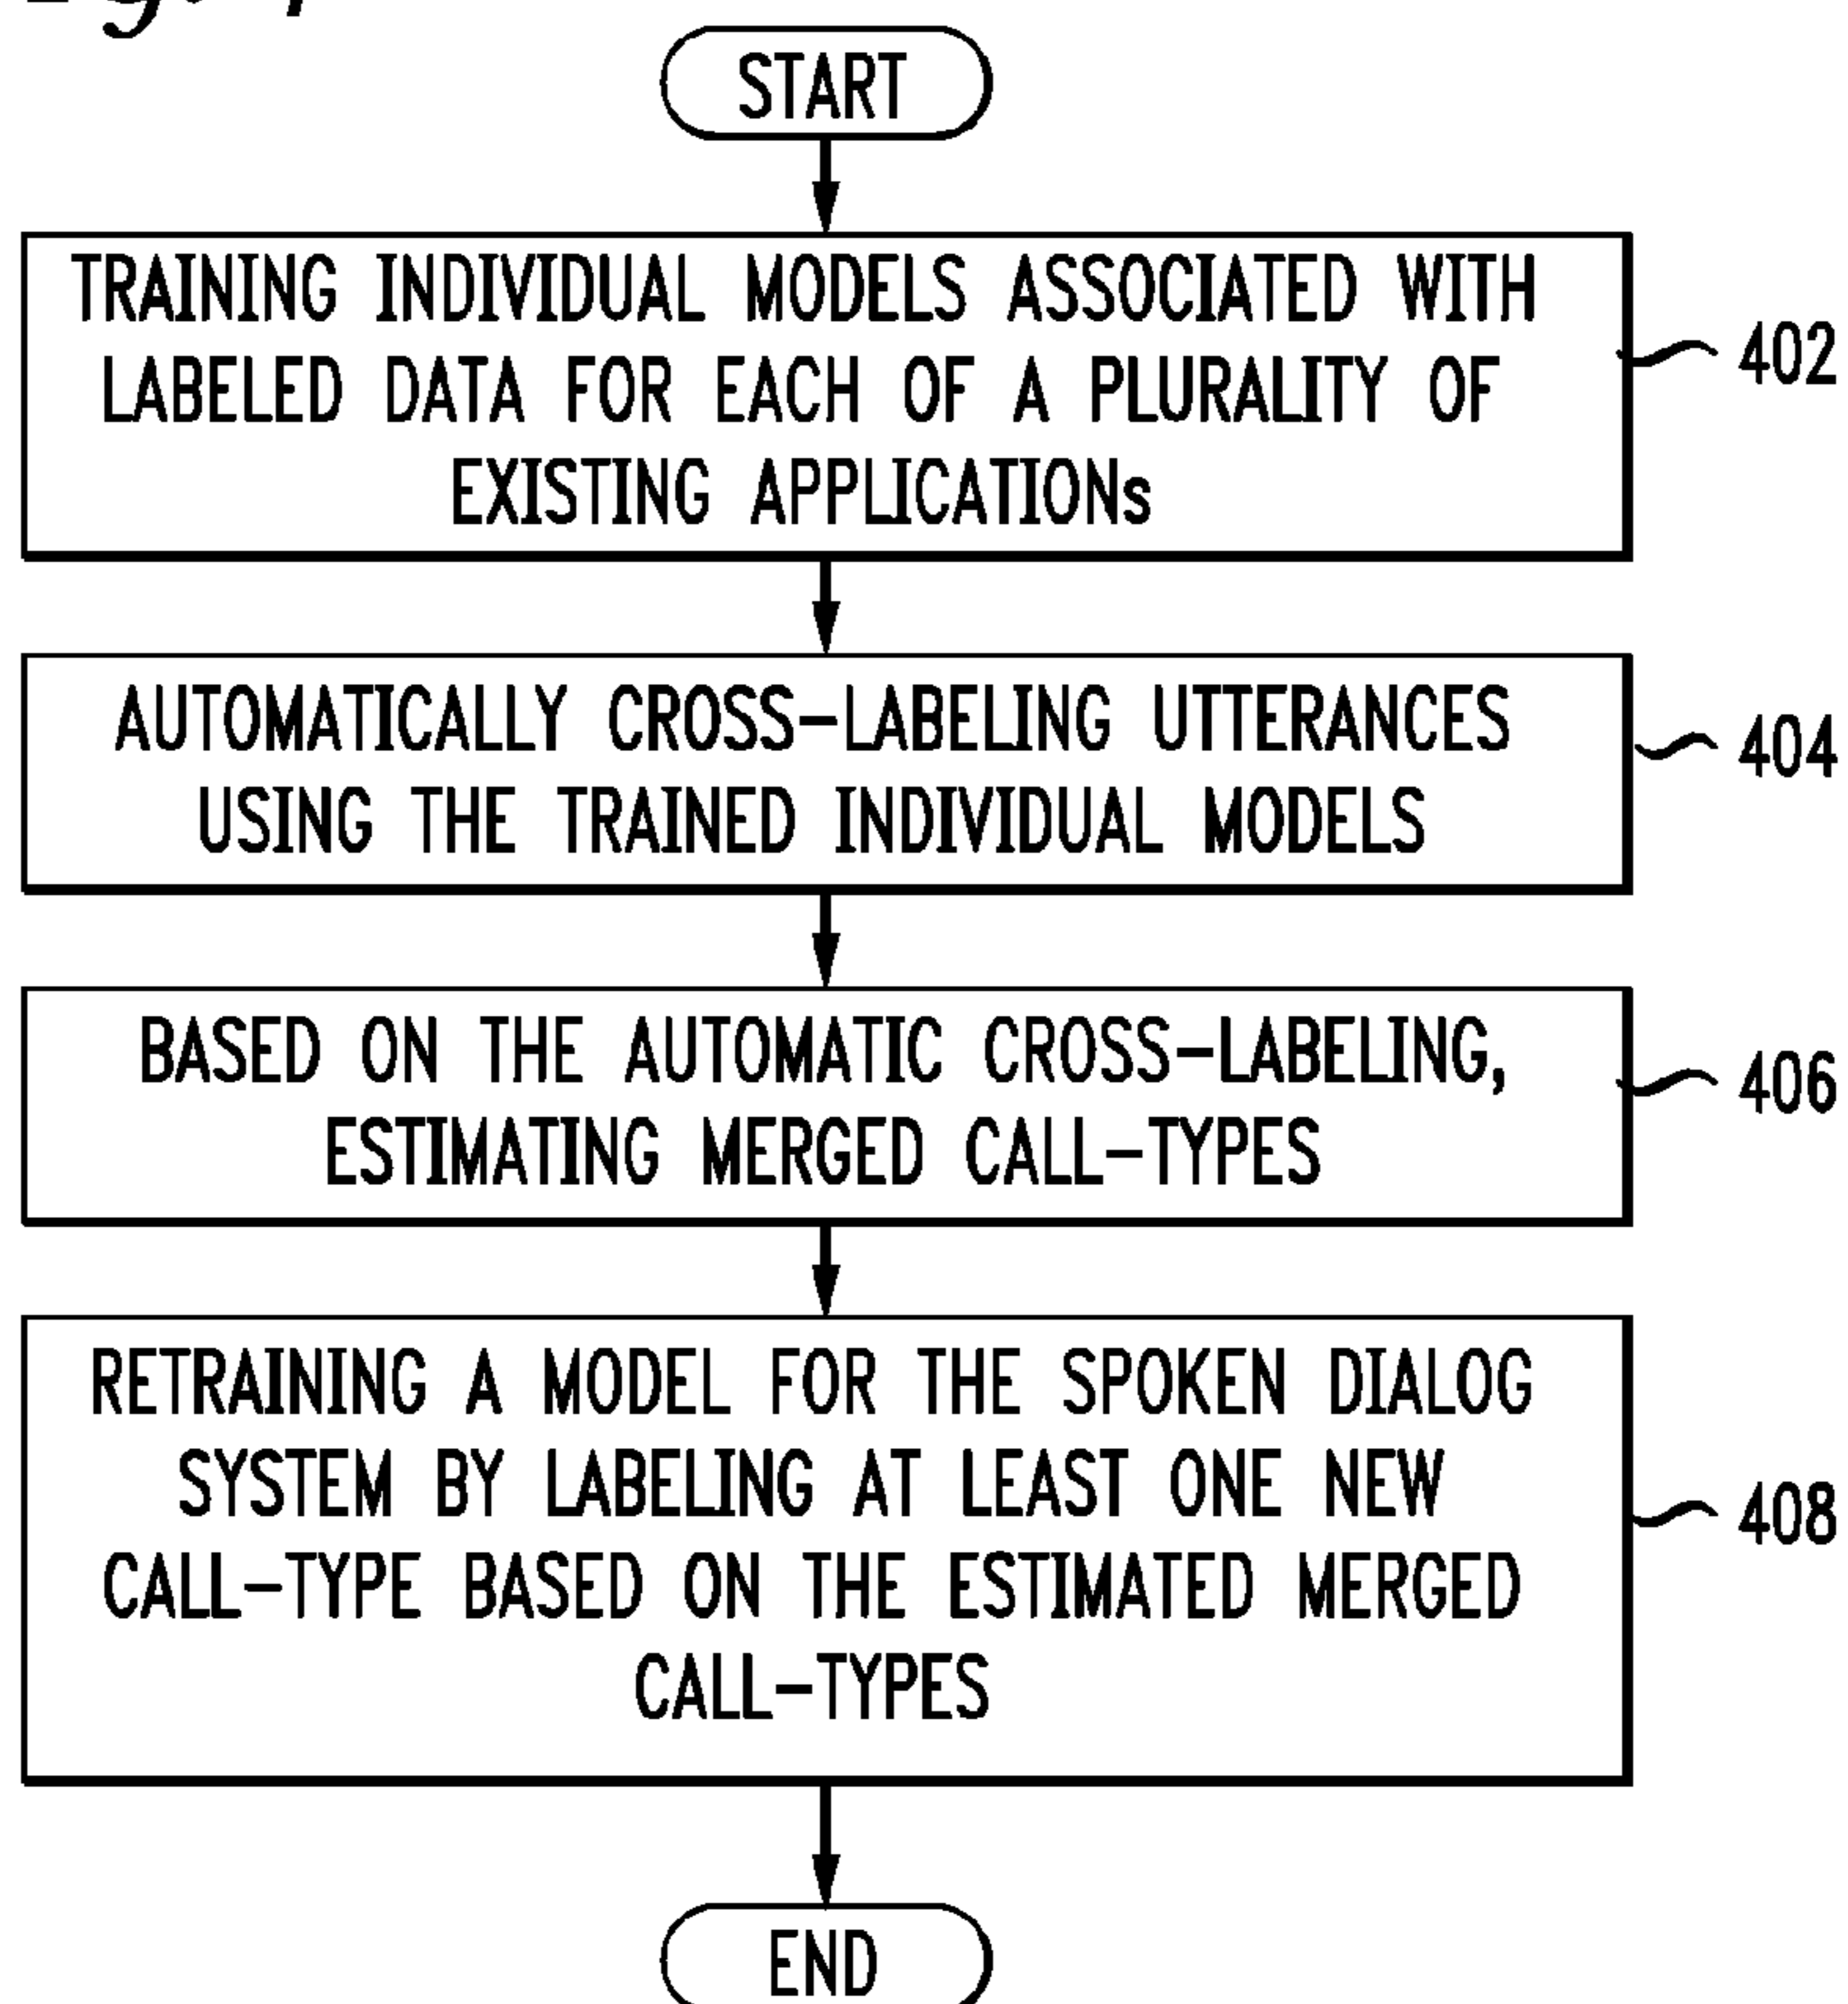 START
TRAINING INDIVIDUAL MODELS ASSOCIATED WITH
LABELED DATA FOR EACH OF A PLURALITY OF
EXISTING APPLICATIONs
402
AUTOMATICALLY CROSS-LABELING UTTERANCES
USING THE TRAINED INDIVIDUAL MODELS
404
BASED ON THE AUTOMATIC CROSS-LABELING,
ESTIMATING MERGED CALL-TYPES
406
RETRAINING A MODEL FOR THE SPOKEN DIALOG
SYSTEM BY LABELING AT LEAST ONE NEW
CALL-TYPE BASED ON THE ESTIMATED MERGED
CALL-TYPES
408
END